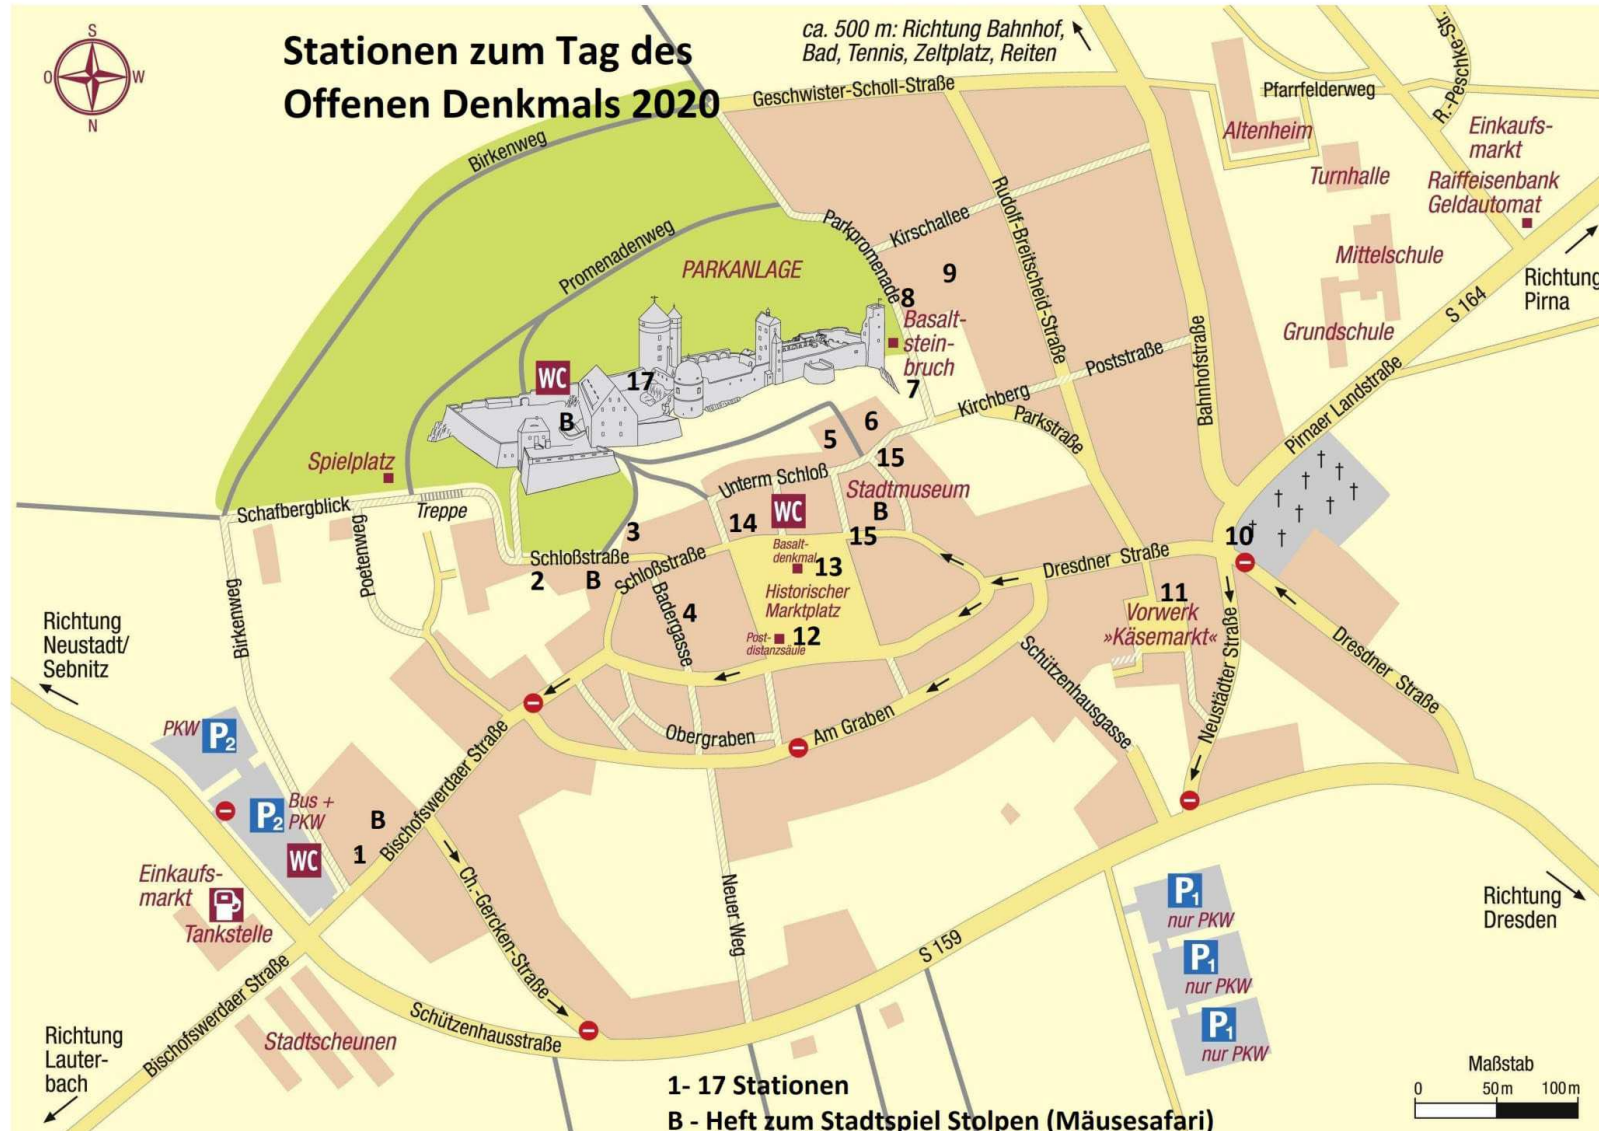 Stationen zum Tag des
Offenen Denkmals 2020
S
O
W
N
ca. 500 m: Richtung Bahnhof,
Bad, Tennis, Zeltplatz, Reiten
Geschwister-Scholl-Straße
Pfarrfelderweg
R.-Peschke-Str.
Altenheim
Einkaufs-
markt
Turnhalle
Raiffeisenbank
Geldautomat
Mittelschule
Richtung
Pirna
S 164
Grundschule
Birkenweg
Promenadenweg
PARKANLAGE
Parkpromenade
Kirschallee
Rudolf-Breitscheid-Straße
9
8
Basalt-
stein-
bruch
7
Bahnhofstraße
Poststraße
Kirchberg
Parkstraße
Pirnaer Landstraße
WC
17
B
6
5
15
Spielplatz
Unterm Schloß
Stadtmuseum
B
Schafbergblick
Treppe
Poetenweg
WC
14
15
3
Basalt-
denkmal
13
Schloßstraße
2
B
Schloßstraße
Badergasse
4
Historischer
Marktplatz
Post-
distanzsäule
12
Dresdner Straße
10
11
Vorwerk
»Käsemarkt«
Neustädter Straße
Dresdner Straße
Schützenhausgasse
Birkenweg
Richtung
Neustadt/
Sebnitz
PKW
P2
P2
Bus +
PKW
WC
B
1
Bischofswerdaer Straße
Obergraben
Am Graben
Einkaufs-
markt
Tankstelle
Ch.-Gercken-Straße
Neuer Weg
S 159
P1
nur PKW
P1
nur PKW
P1
nur PKW
Richtung
Dresden
Bischofswerdaer Straße
Stadtscheunen
Schützenhausstraße
Richtung
Lauter-
bach
1- 17 Stationen
B - Heft zum Stadtspiel Stolpen (Mäusesafari)
Maßstab
0 50 m 100 m